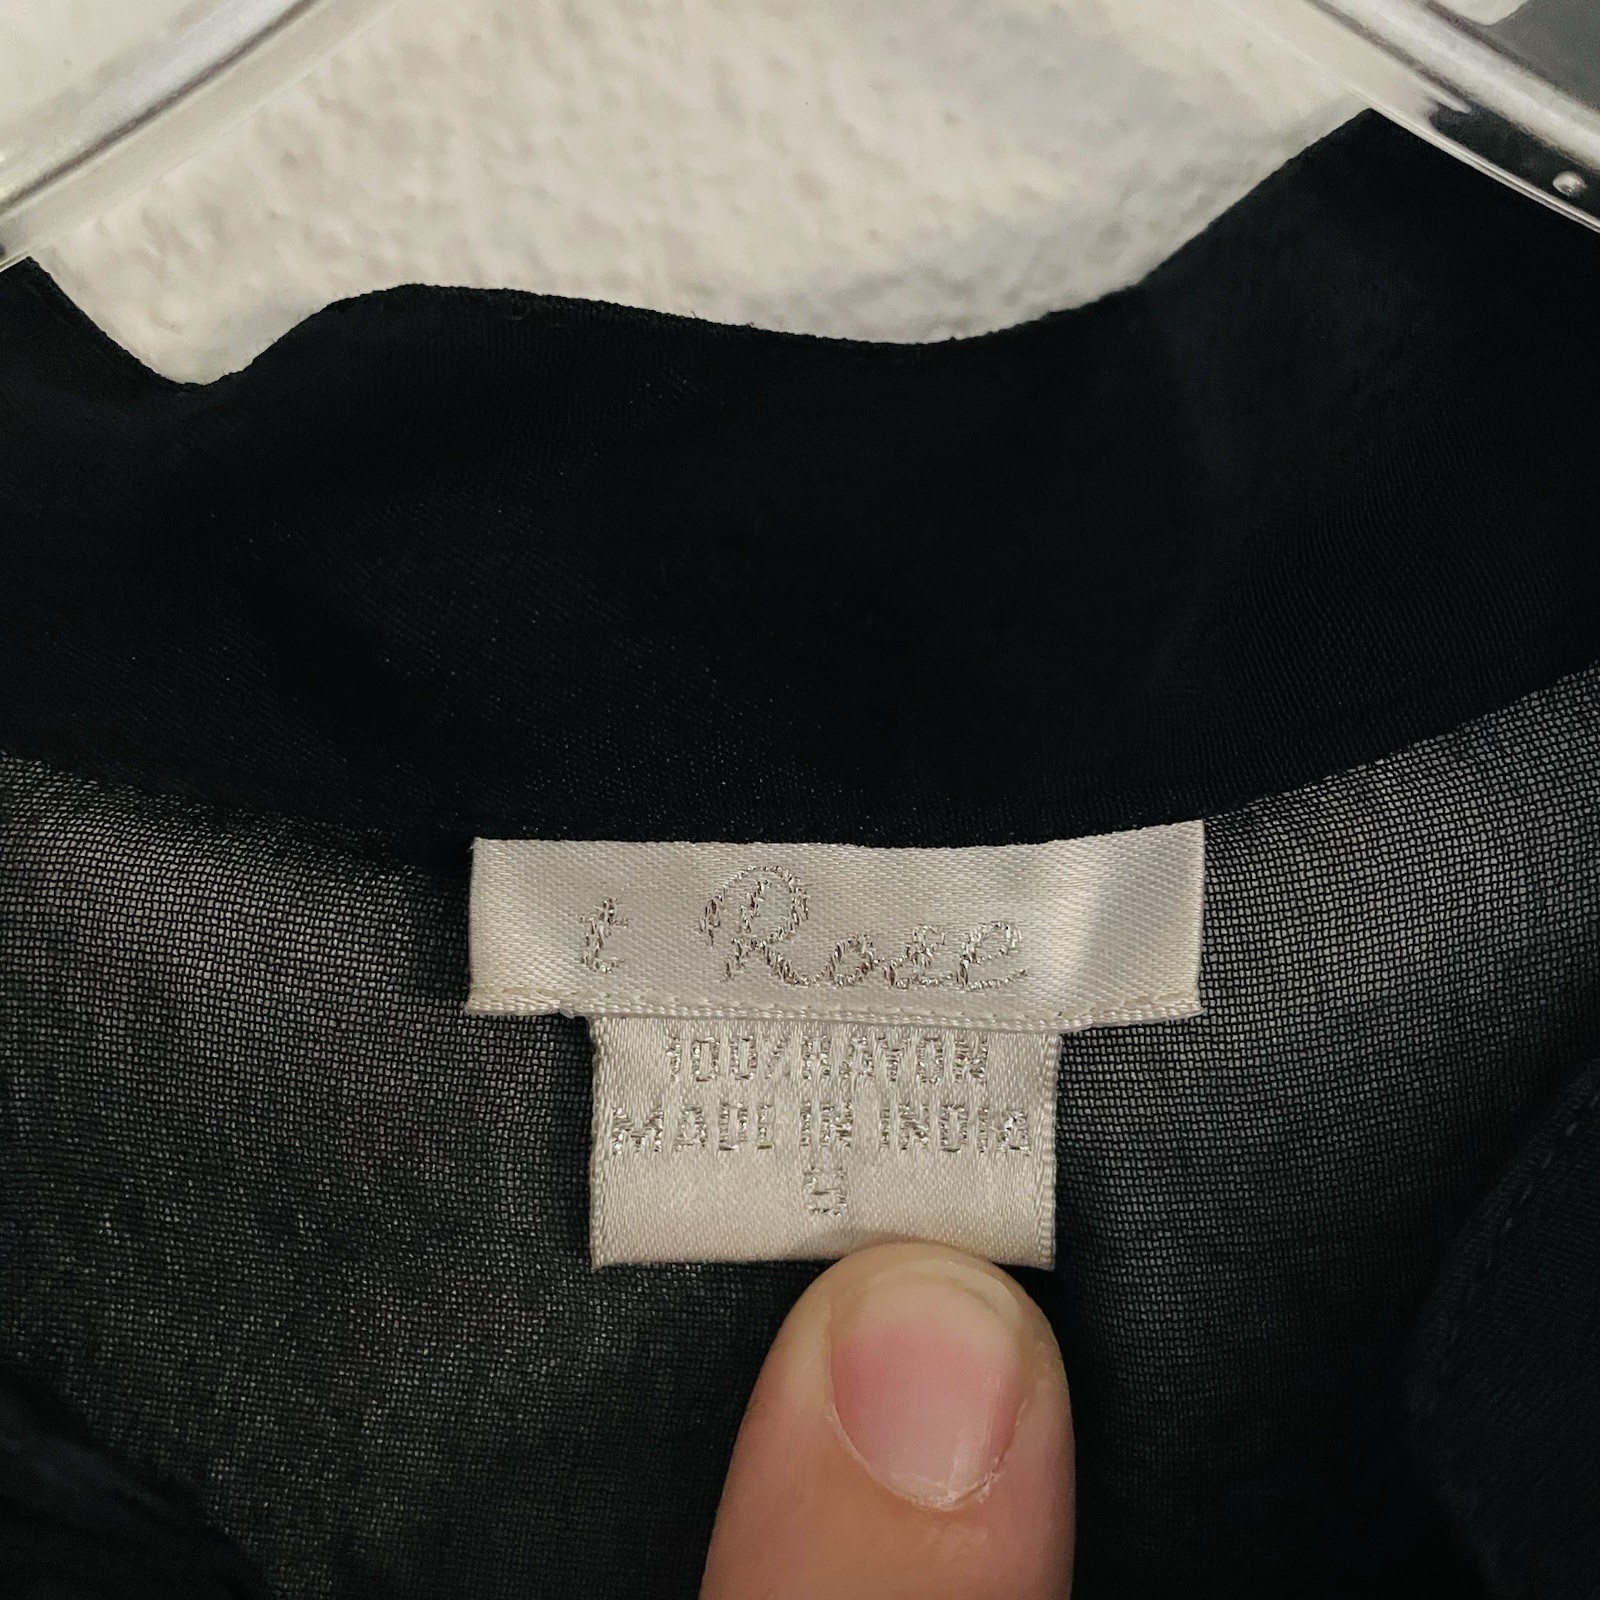 t Rose
100% RAYON
MADE IN INDIA
S